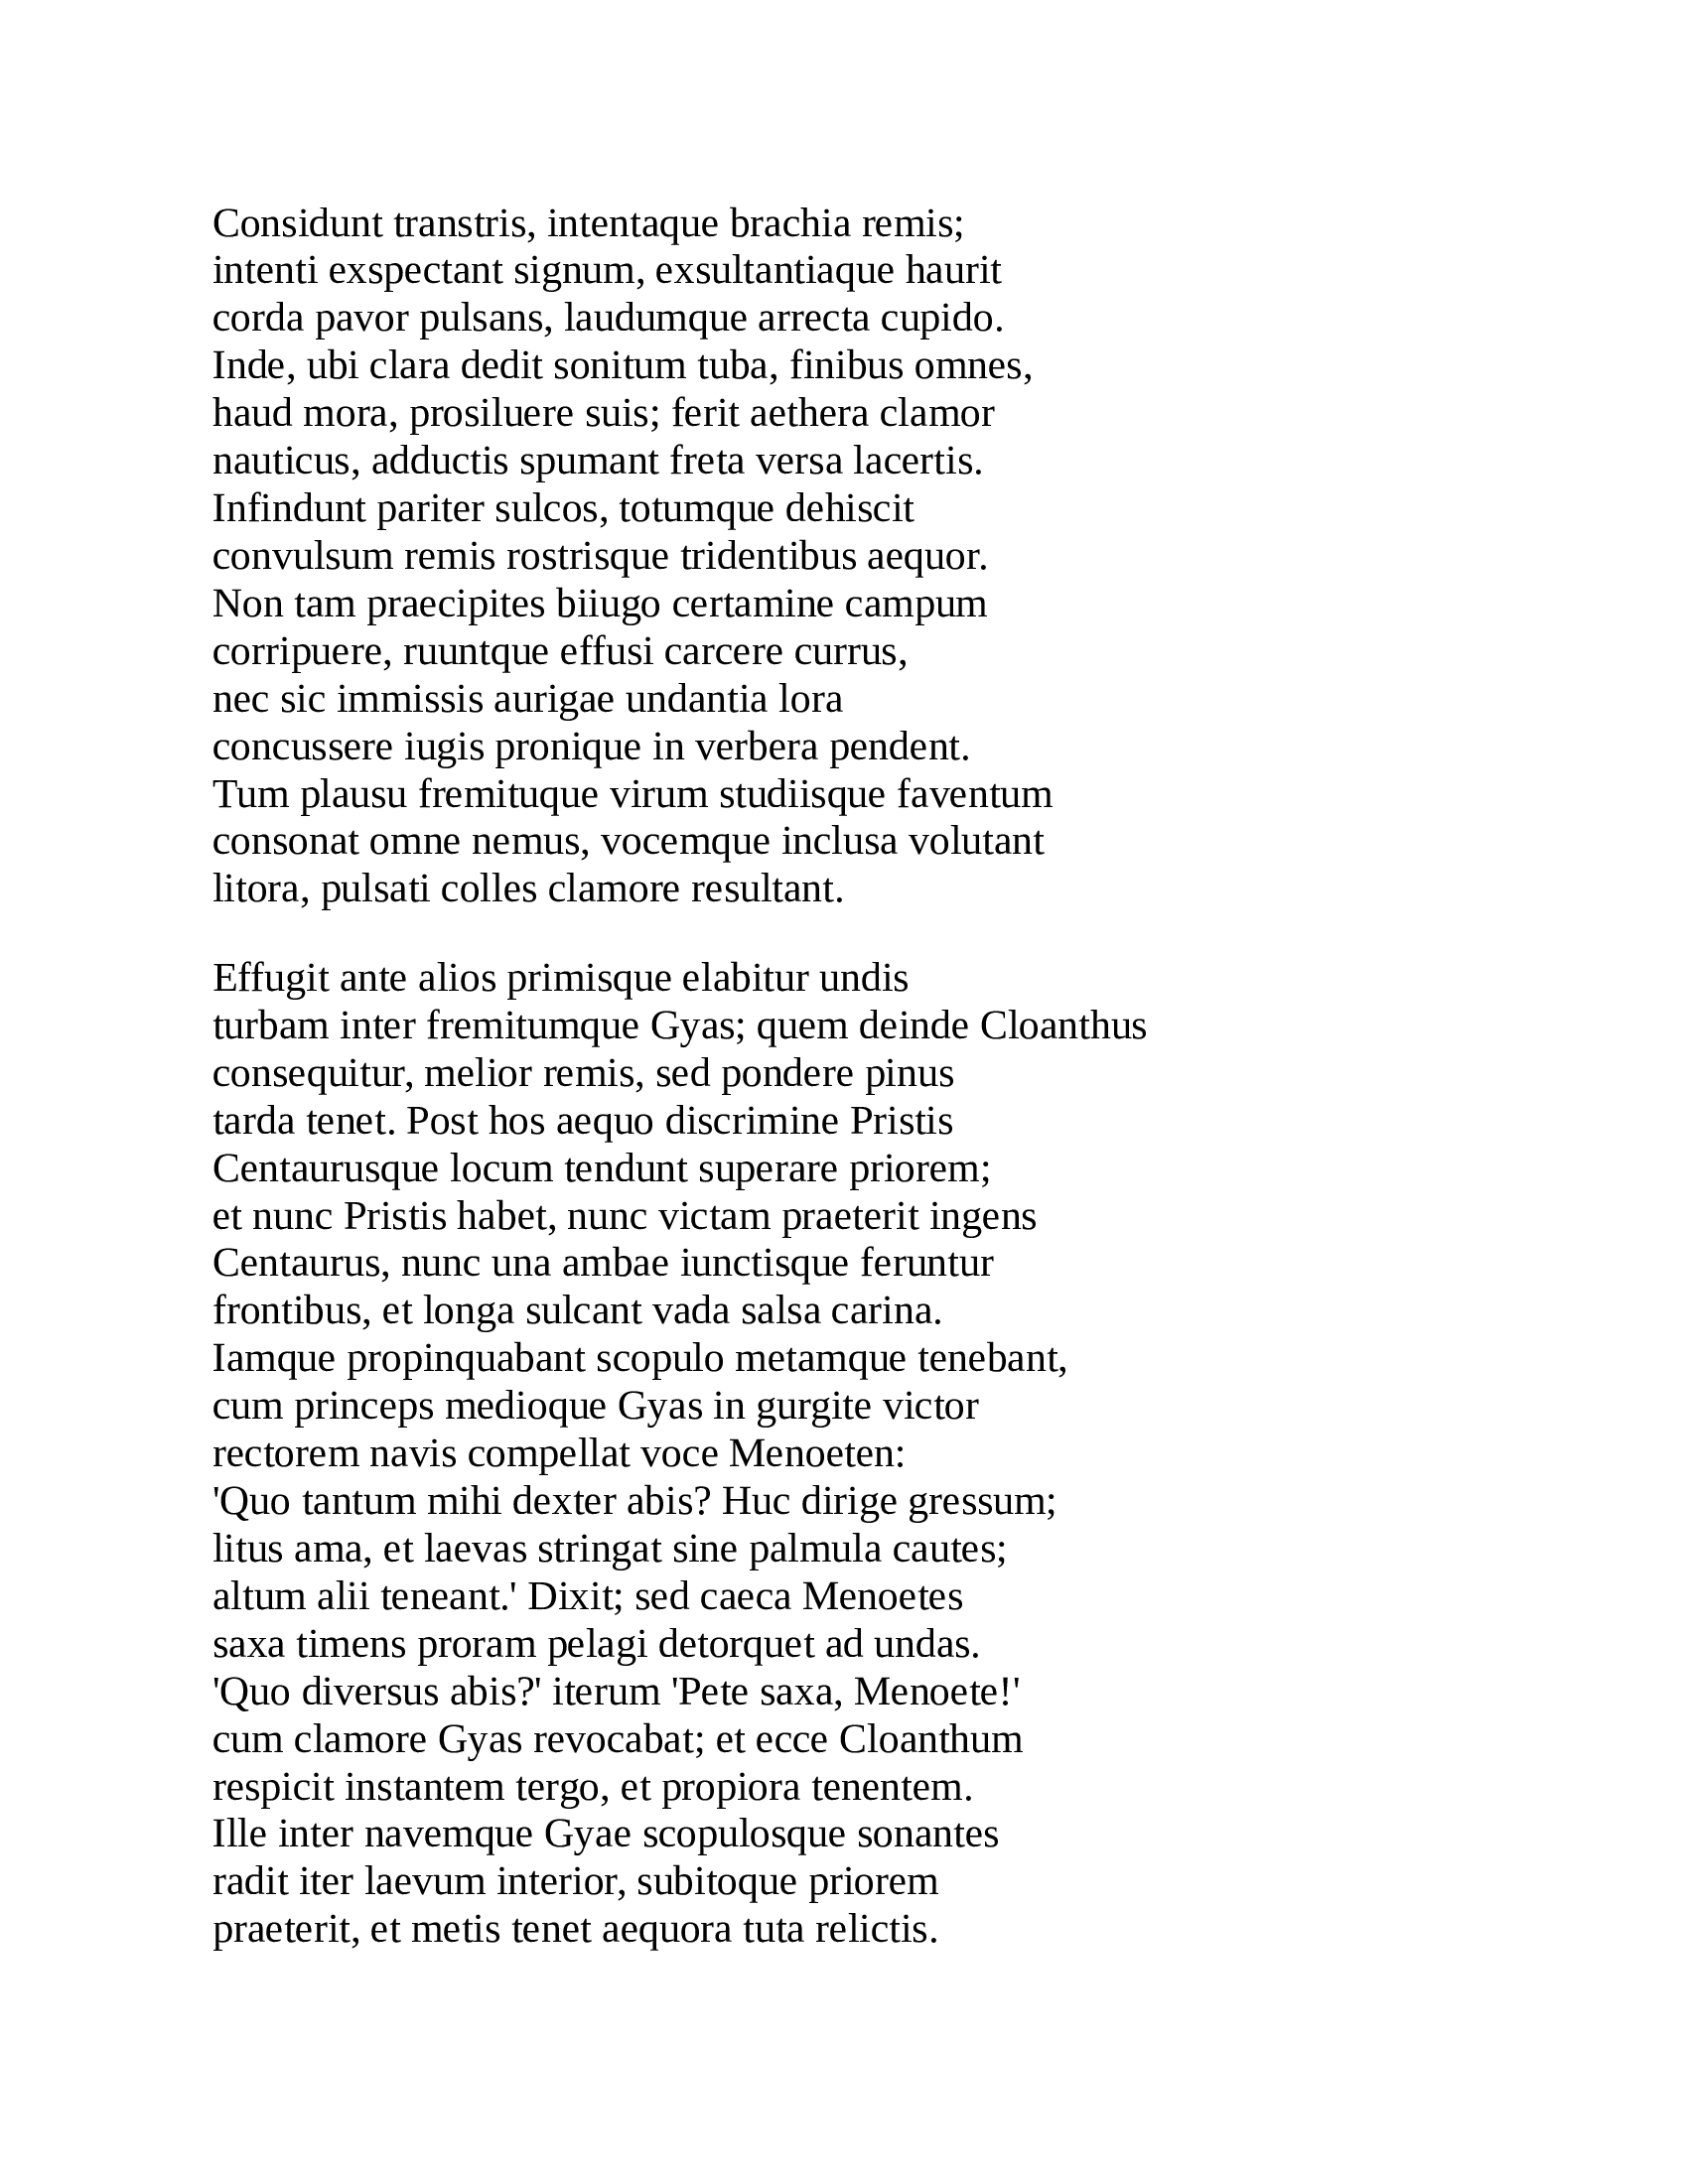 Considunt transtris, intentaque brachia remis;
intenti exspectant signum, exsultantiaque haurit
corda pavor pulsans, laudumque arrecta cupido.
Inde, ubi clara dedit sonitum tuba, finibus omnes,
haud mora, prosiluere suis; ferit aethera clamor
nauticus, adductis spumant freta versa lacertis.
Infindunt pariter sulcos, totumque dehiscit
convulsum remis rostrisque tridentibus aequor.
Non tam praecipites biiugo certamine campum
corripuere, ruuntque effusi carcere currus,
nec sic immissis aurigae undantia lora
concussere iugis pronique in verbera pendent.
Tum plausu fremituque virum studiisque faventum
consonat omne nemus, vocemque inclusa volutant
litora, pulsati colles clamore resultant.

Effugit ante alios primisque elabitur undis
turbam inter fremitumque Gyas; quem deinde Cloanthus
consequitur, melior remis, sed pondere pinus
tarda tenet. Post hos aequo discrimine Pristis
Centaurusque locum tendunt superare priorem;
et nunc Pristis habet, nunc victam praeterit ingens
Centaurus, nunc una ambae iunctisque feruntur
frontibus, et longa sulcant vada salsa carina.
Iamque propinquabant scopulo metamque tenebant,
cum princeps medioque Gyas in gurgite victor
rectorem navis compellat voce Menoeten:
'Quo tantum mihi dexter abis? Huc dirige gressum;
litus ama, et laevas stringat sine palmula cautes;
altum alii teneant.' Dixit; sed caeca Menoetes
saxa timens proram pelagi detorquet ad undas.
'Quo diversus abis?' iterum 'Pete saxa, Menoete!'
cum clamore Gyas revocabat; et ecce Cloanthum
respicit instantem tergo, et propiora tenentem.
Ille inter navemque Gyae scopulosque sonantes
radit iter laevum interior, subitoque priorem
praeterit, et metis tenet aequora tuta relictis.